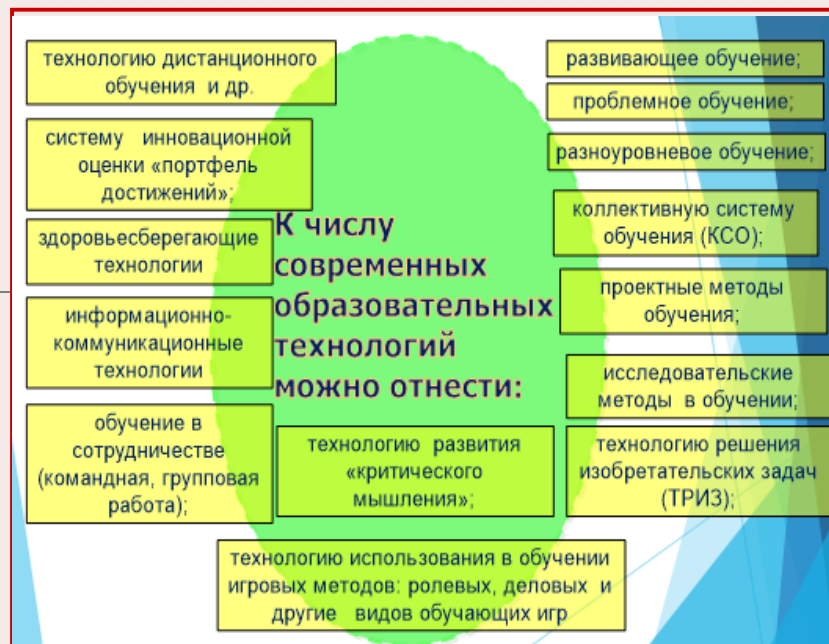 К числу
современных
образовательных
технологий
можно отнести:
развивающее обучение;
проблемное обучение;
разноуровневое обучение;
коллективную систему
обучения (КСО);
проектные методы
обучения;
исследовательские
методы в обучении;
технологию решения
изобретательских задач
(ТРИЗ);
технологию развития
«критического
мышления»;
технологию использования в обучении
игровых методов: ролевых, деловых и
другие видов обучающих игр
обучение в
сотрудничестве
(командная, групповая
работа);
информационно-
коммуникационные
технологии
здоровьесберегающие
технологии
систему инновационной
оценки «портфель
достижений»;
технологию дистанционного
обучения и др.